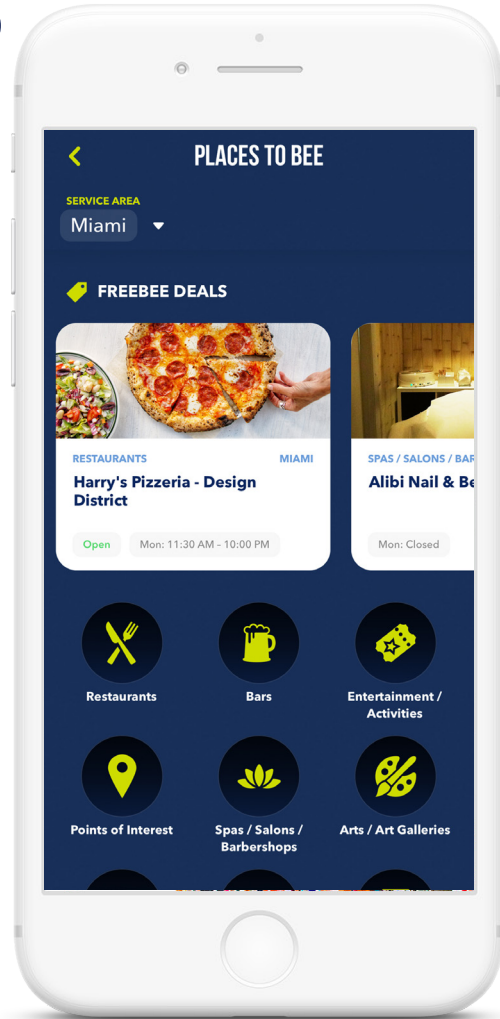 PLACES TO BEE
SERVICE AREA
Miami
FREEBEE DEALS
RESTAURANTS MIAMI
Harry's Pizzeria - Design
District
Open Mon: 11:30 AM - 10:00 PM
SPAS / SALONS / BAR
Alibi Nail & Be
Mon: Closed
Restaurants
Bars
Entertainment /
Activities
Points of Interest
Spas / Salons /
Barbershops
Arts / Art Galleries